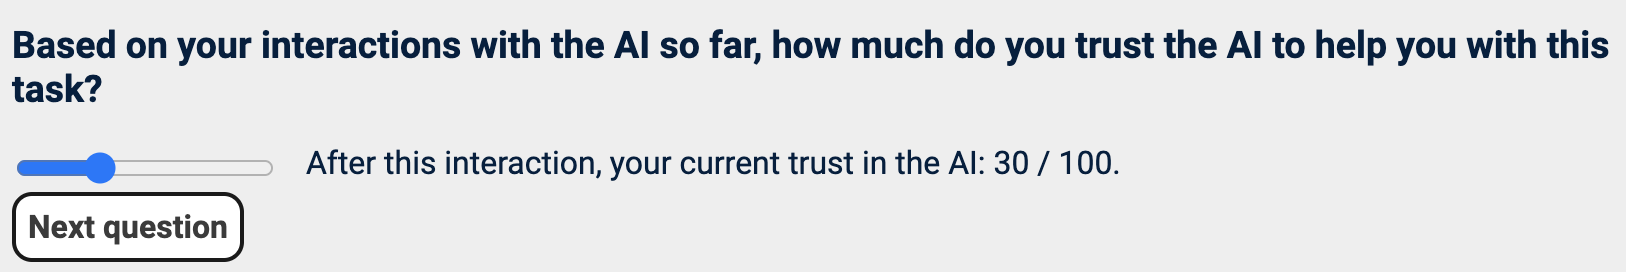 Based on your interactions with the AI so far, how much do you trust the AI to help you with this
task?
After this interaction, your current trust in the AI: 30 / 100.
Next question